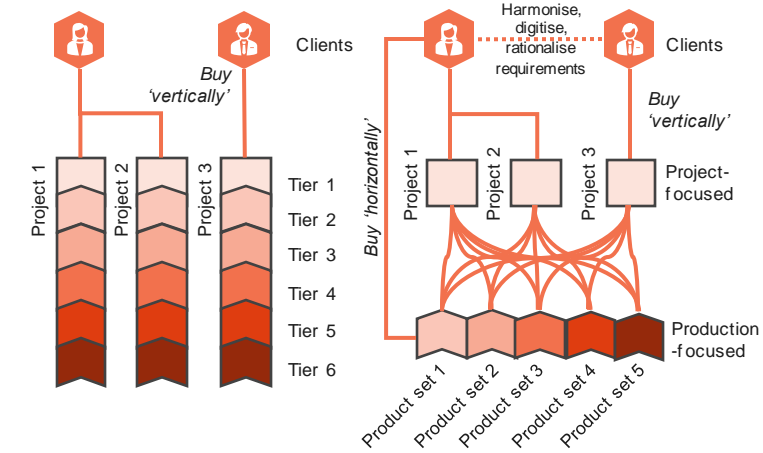 Clients
Buy
‘vertically’
Project 1
Project 2
Project 3
Tier 1
Tier 2
Tier 3
Tier 4
Tier 5
Tier 6
Harmonise,
digitise,
rationalise
requirements
Clients
Buy
‘vertically’
Buy ‘horizontally’
Project 1
Project 2
Project 3
Project-
focused
Production
-focused
Product set 1
Product set 2
Product set 3
Product set 4
Product set 5